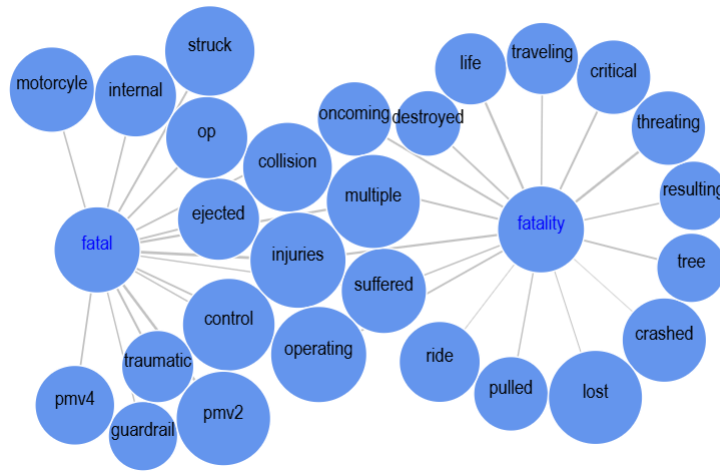 struck
motorcyle
internal
op
collision
ejected
multiple
fatal
injuries
suffered
control
operating
traumatic
pmv4
pmv2
guardrail
oncoming
destroyed
life
traveling
critical
threating
resulting
fatality
tree
crashed
ride
pulled
lost